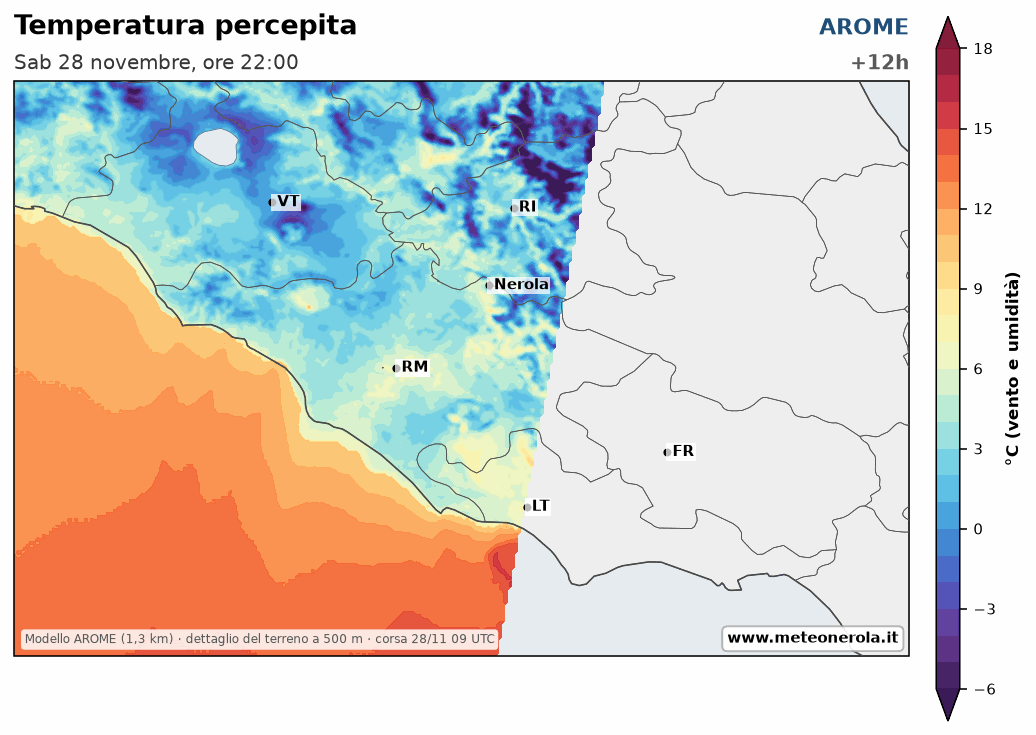 Temperatura percepita
AROME
Sab 28 novembre, ore 22:00
+12h
VT
RI
Nerola
RM
FR
LT
Modello AROME (1,3 km) · dettaglio del terreno a 500 m · corsa 28/11 09 UTC
www.meteonerola.it
18
15
12
9
6
3
0
−3
−6
°C (vento e umidità)